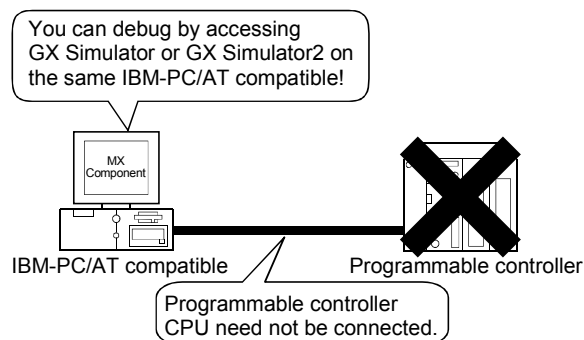 You can debug by accessing
GX Simulator or GX Simulator2 on
the same IBM-PC/AT compatible!
MX
Component
IBM-PC/AT compatible
Programmable controller
Programmable controller
CPU need not be connected.